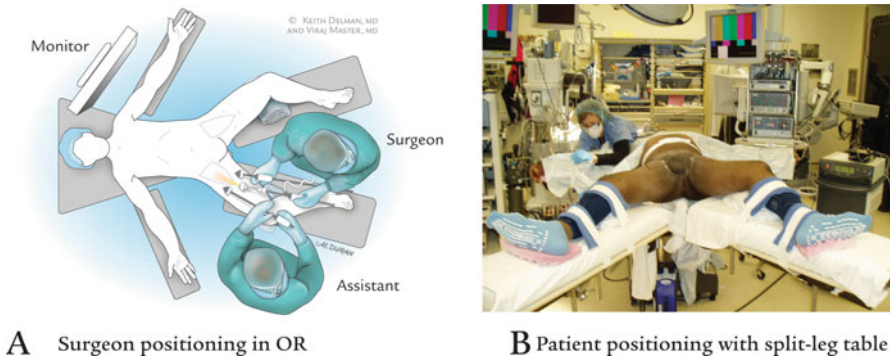 © KEITH DELMAN, MD
AND VIRAJ MASTER, MD
Monitor
Surgeon
M. DURAN
Assistant
A Surgeon positioning in OR
B Patient positioning with split-leg table